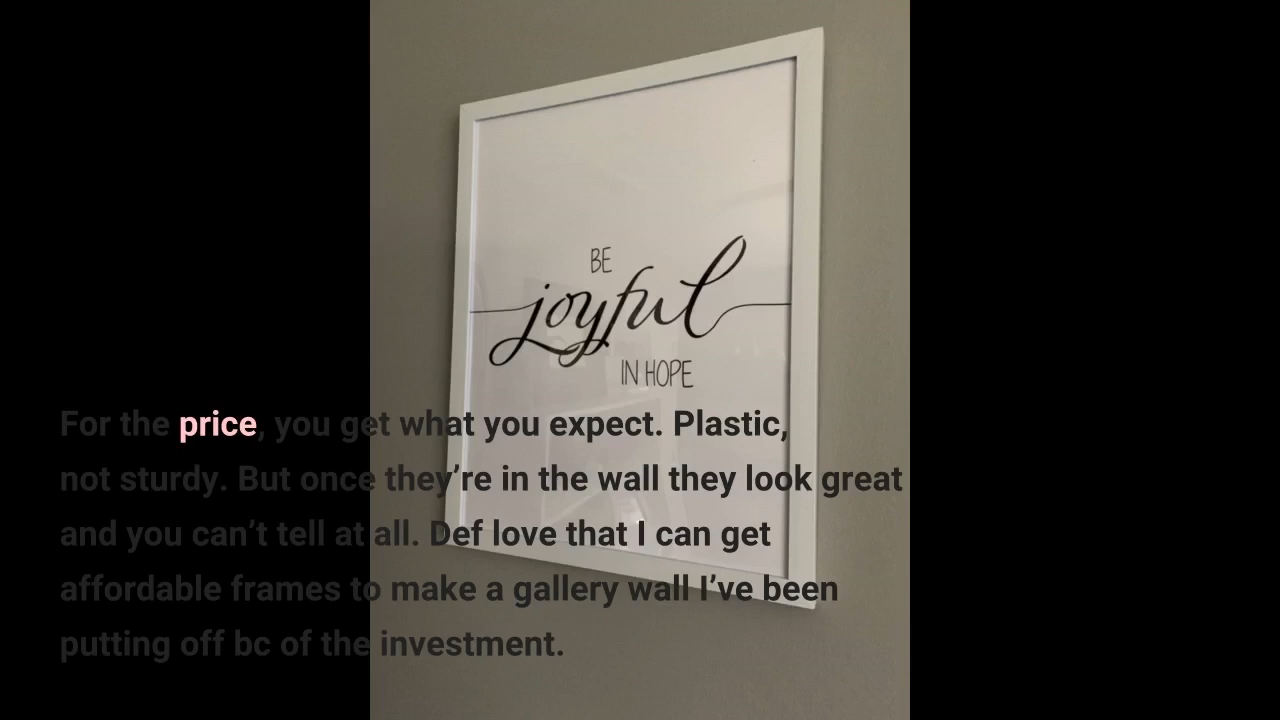 BE
joyful
IN HOPE
For the price, you get what you expect. Plastic,
not sturdy. But once they’re in the wall they look great
and you can’t tell at all. Def love that I can get
affordable frames to make a gallery wall I’ve been
putting off bc of the investment.